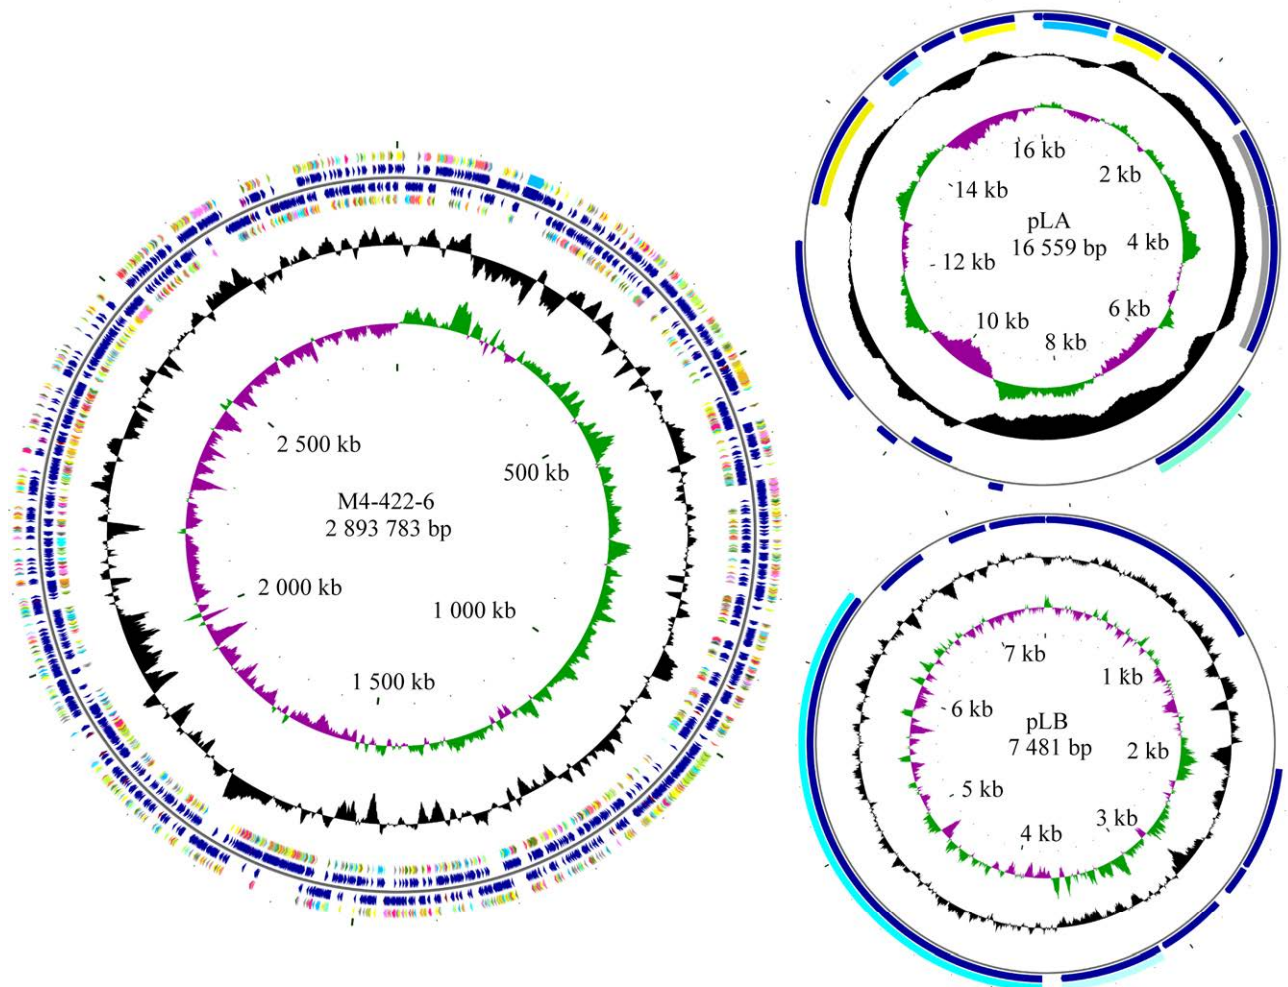 M4-422-6
2 893 783 bp
500 kb
1 000 kb
1 500 kb
2 000 kb
2 500 kb
pLA
16 559 bp
2 kb
4 kb
6 kb
8 kb
10 kb
12 kb
14 kb
16 kb
pLB
7 481 bp
1 kb
2 kb
3 kb
4 kb
5 kb
6 kb
7 kb